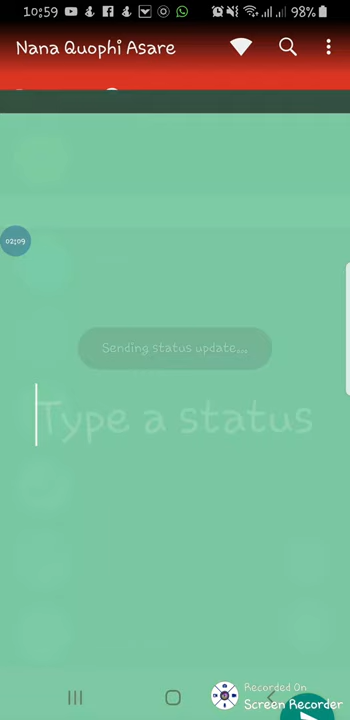 10:59
98%
Nana Quophi Asare
02:09
Sending status update...
Type a status
Recorded On
Screen Recorder